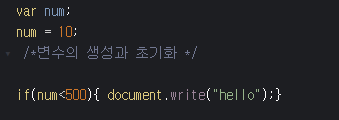 var num;
num = 10;
/*변수의 생성과 초기화 */
if(num<500){ document.write("hello");}